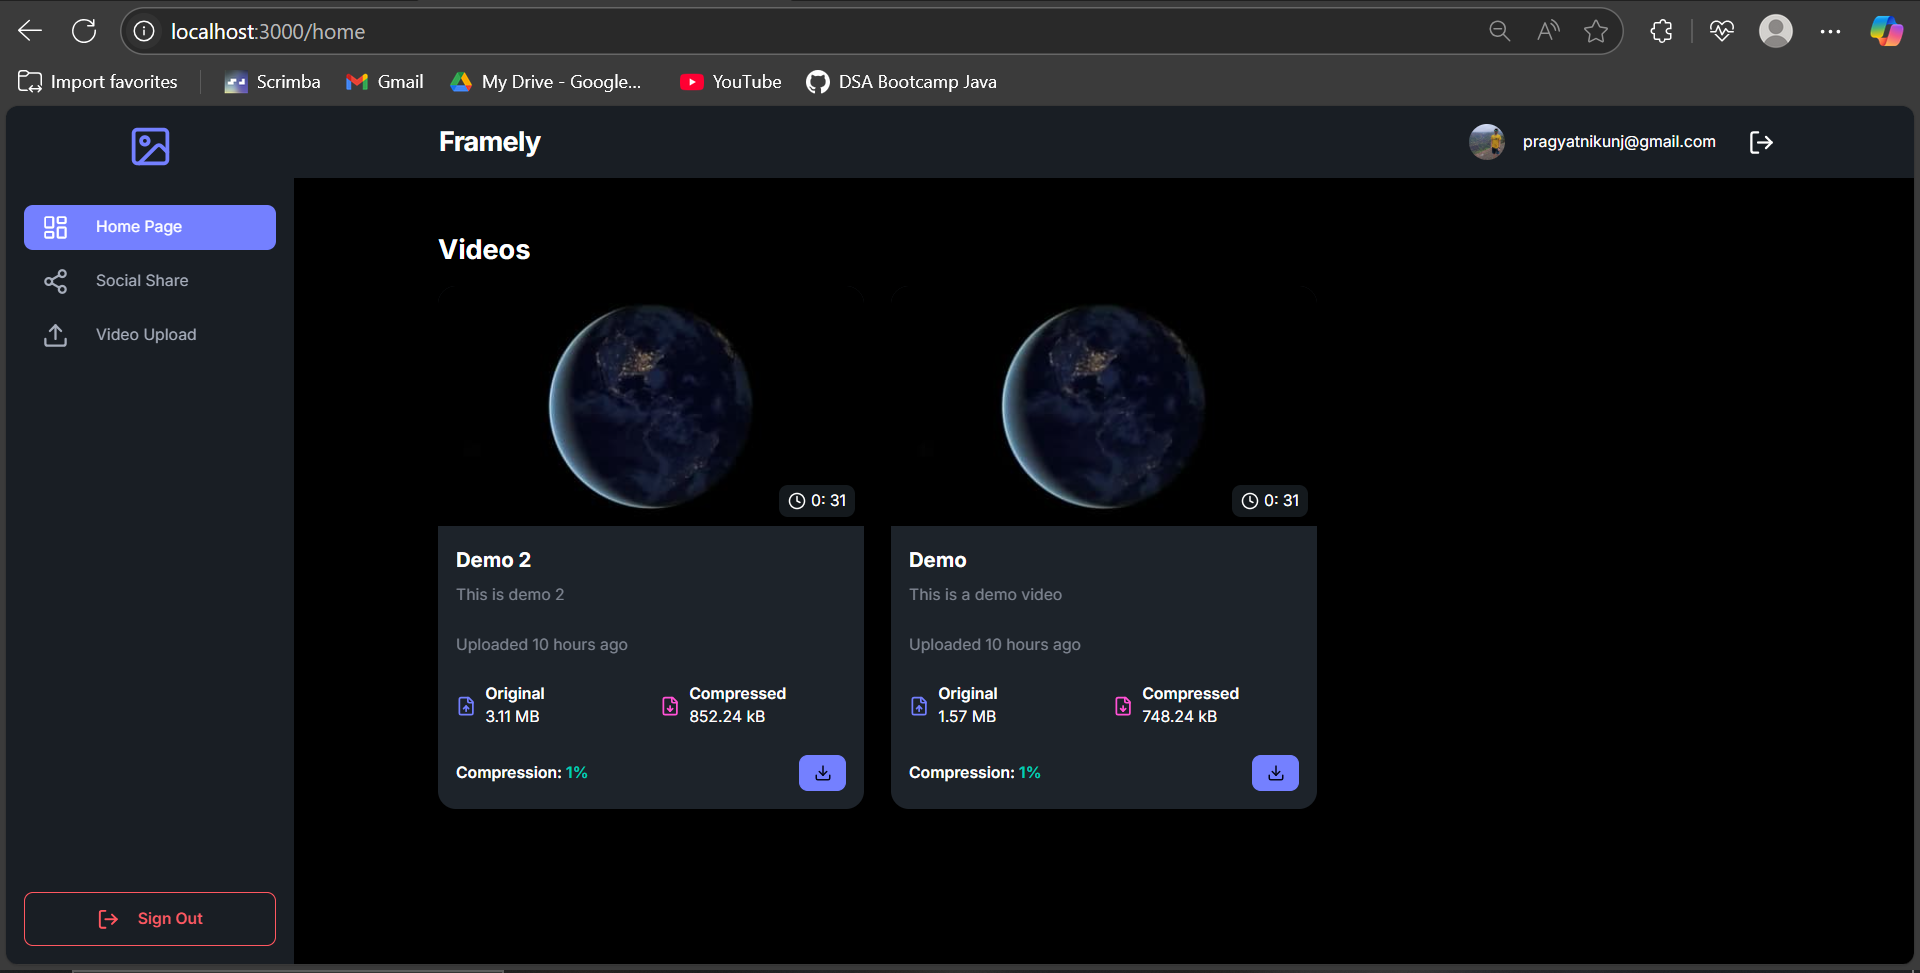 localhost:3000/home
Import favorites
Scrimba
Gmail
My Drive - Google...
YouTube
DSA Bootcamp Java
Framely
pragyatnikunj@gmail.com
Home Page
Social Share
Video Upload
Sign Out
Videos
0: 31
Demo 2
This is demo 2
Uploaded 10 hours ago
Original
3.11 MB
Compressed
852.24 kB
Compression: 1%
0: 31
Demo
This is a demo video
Uploaded 10 hours ago
Original
1.57 MB
Compressed
748.24 kB
Compression: 1%